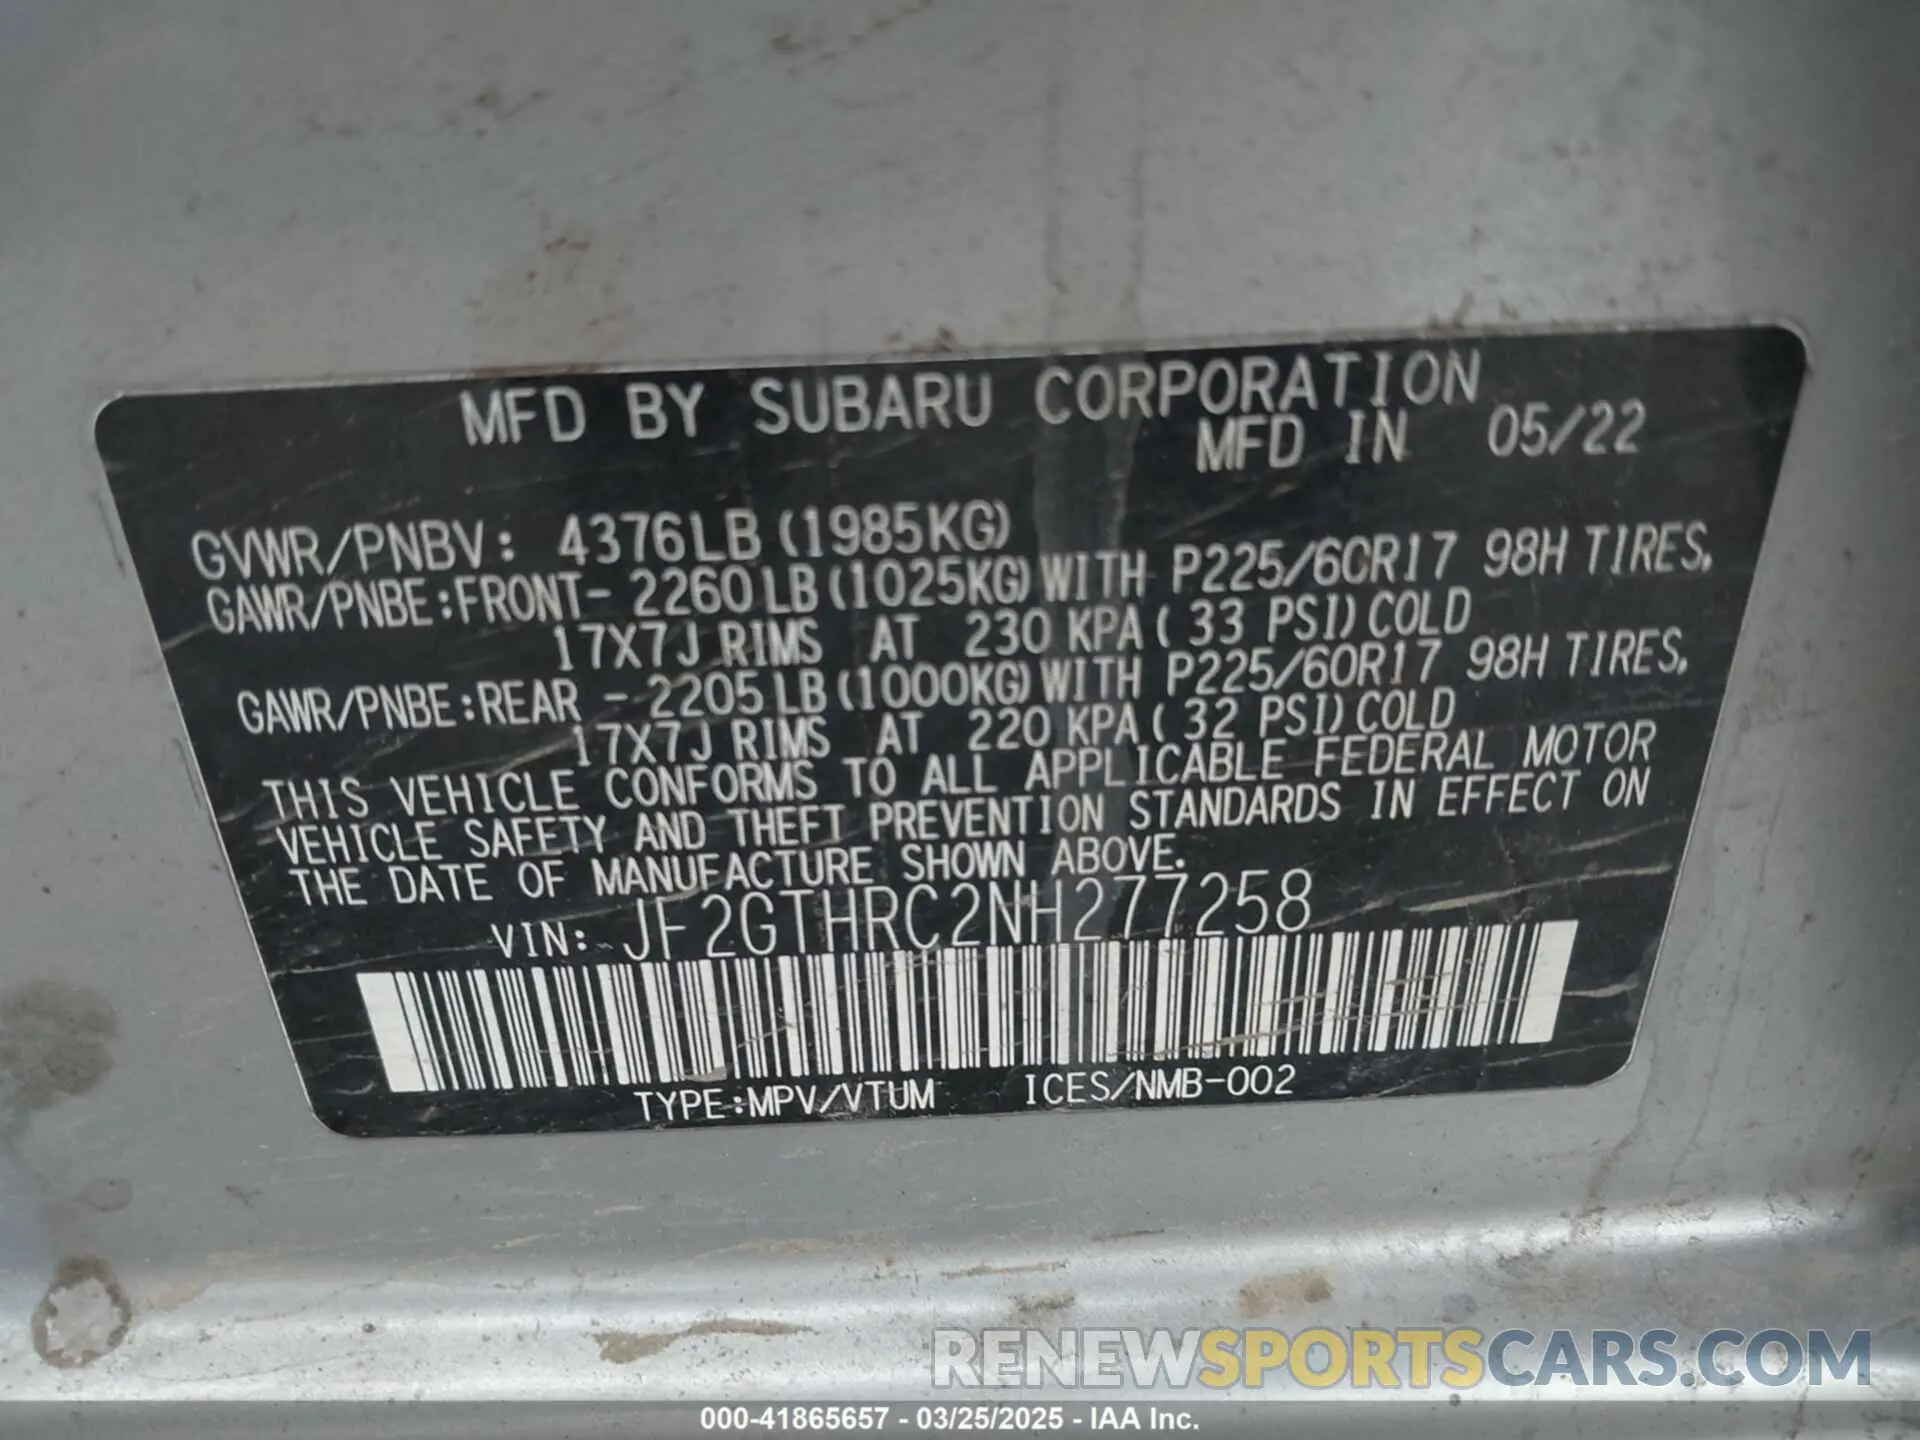 MFD BY SUBARU CORPORATION
MFD IN 05/22
GVWR/PNBV: 4376LB (1985KG)
GAWR/PNBE:FRONT- 2260LB (1025KG) WITH P225/60R17 98H TIRES,
17X7J RIMS AT 230 KPA ( 33 PSI) COLD
GAWR/PNBE:REAR - 2205LB (1000KG) WITH P225/60R17 98H TIRES,
17X7J RIMS AT 220 KPA ( 32 PSI) COLD
THIS VEHICLE CONFORMS TO ALL APPLICABLE FEDERAL MOTOR
VEHICLE SAFETY AND THEFT PREVENTION STANDARDS IN EFFECT ON
THE DATE OF MANUFACTURE SHOWN ABOVE.
VIN: JF2GTHRC2NH277258
TYPE:MPV/VTUM ICES/NMB-002
RENEWSPORTSCARS.COM
000-41865657 - 03/25/2025 - IAA Inc.